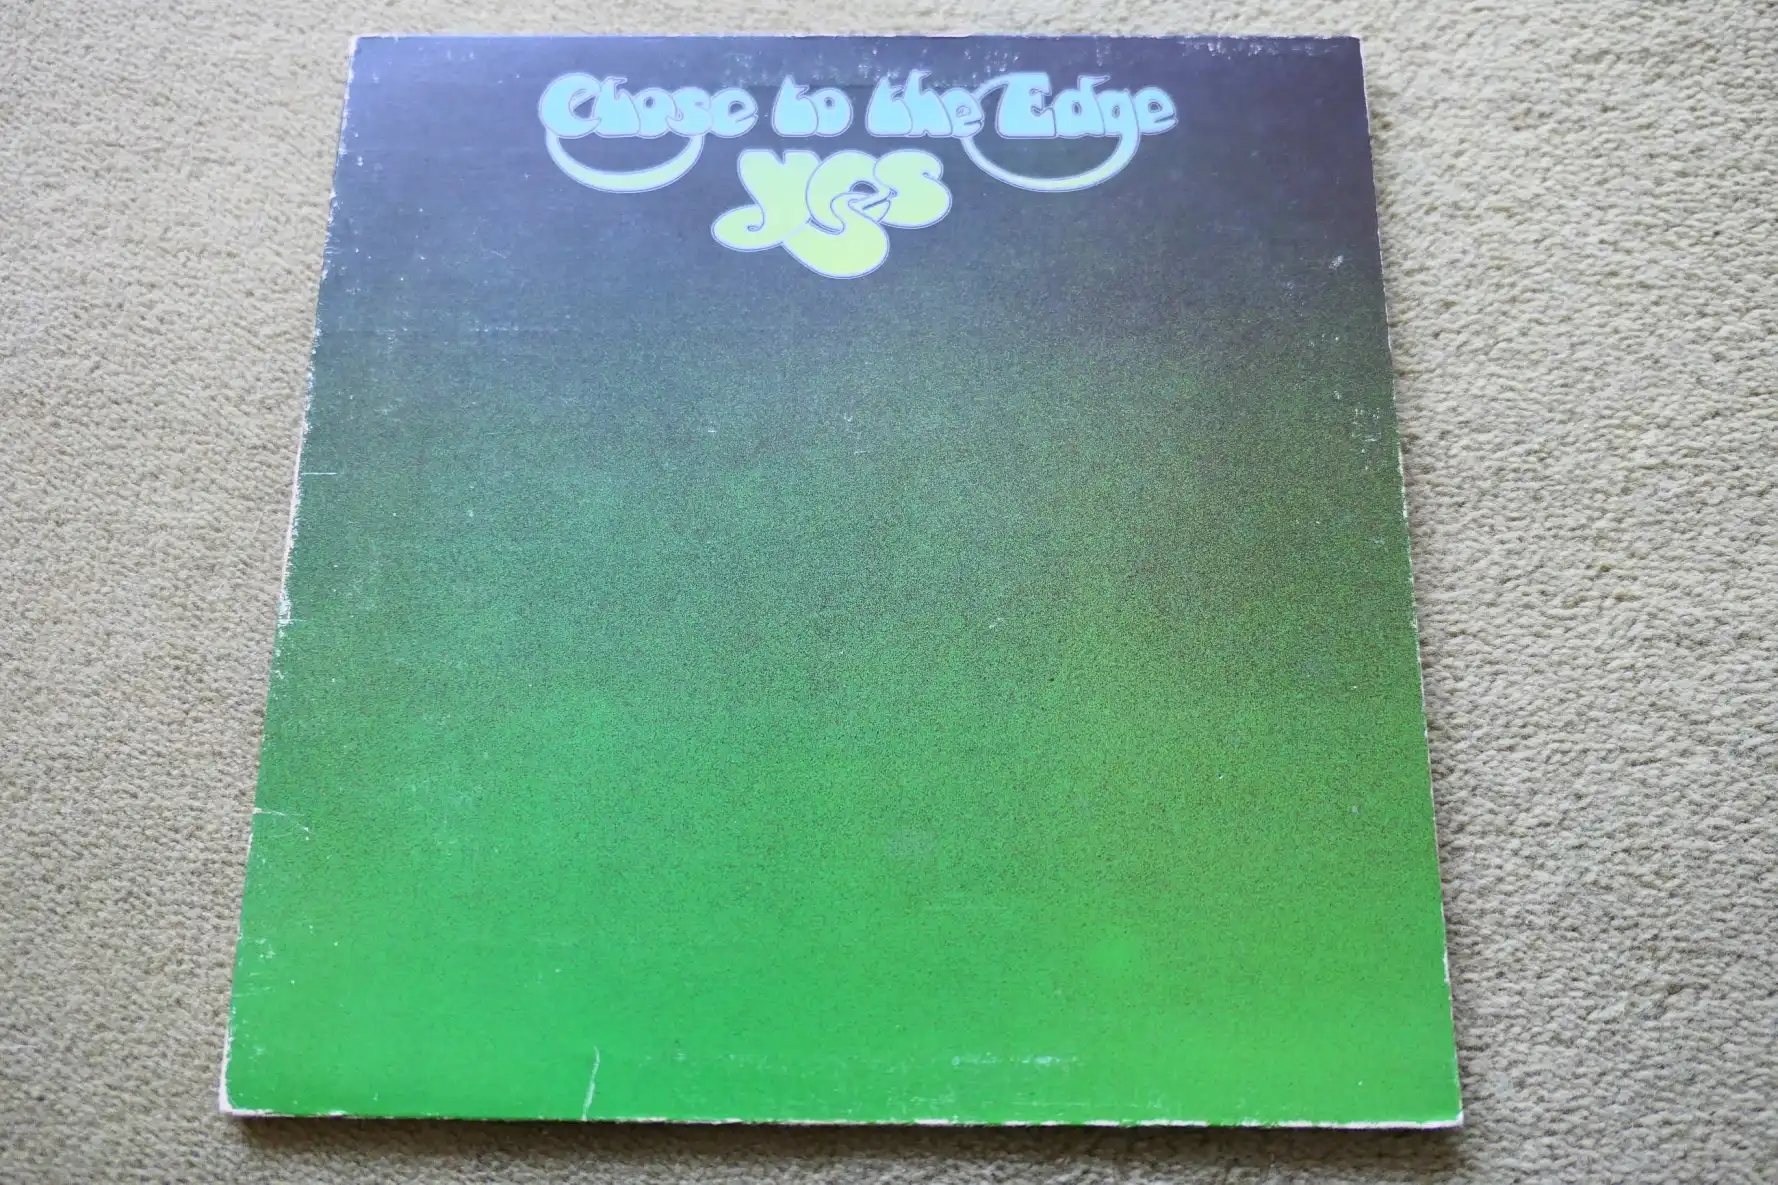 Close to the Edge
Yes